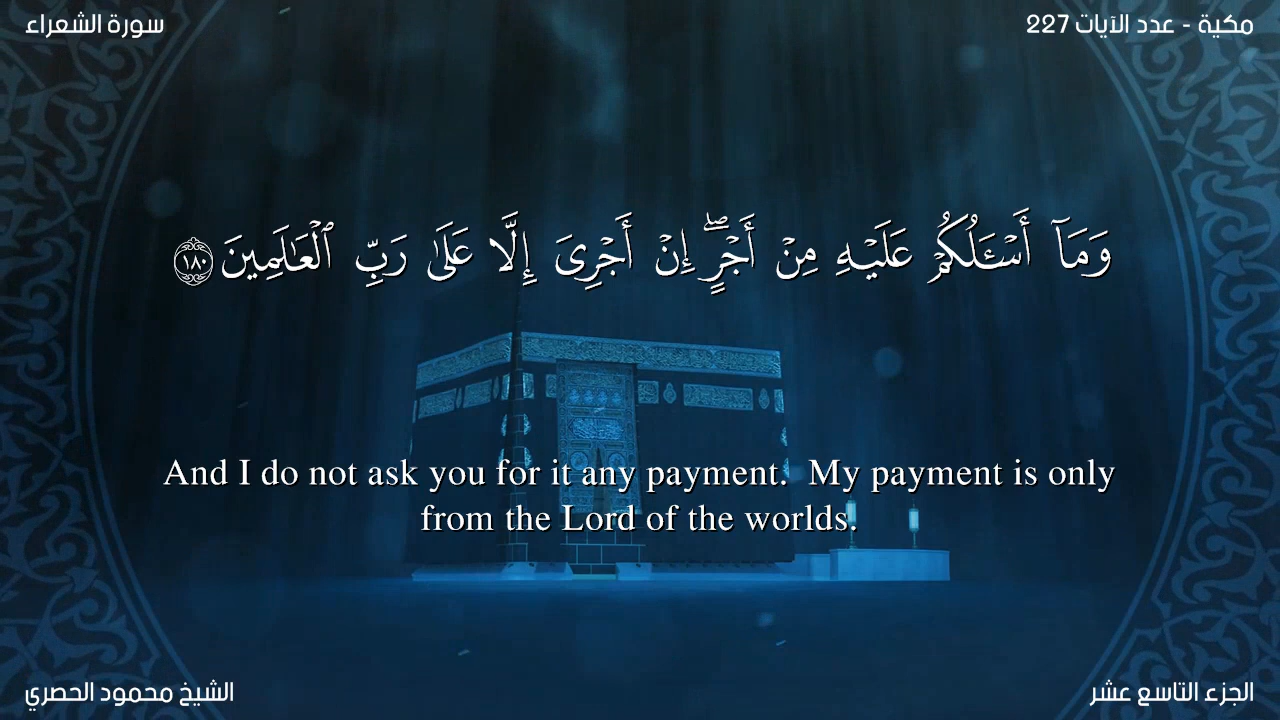 سورة الشعراء
مكية - عدد الآيات 227
وَمَآ أَسْـَٔلُكُمْ عَلَيْهِ مِنْ أَجْرٍ ۖ إِنْ أَجْرِىَ إِلَّا عَلَىٰ رَبِّ ٱلْعَـٰلَمِينَ ١٨٠
And I do not ask you for it any payment.  My payment is only
from the Lord of the worlds.
الشيخ محمود الحصري
الجزء التاسع عشر